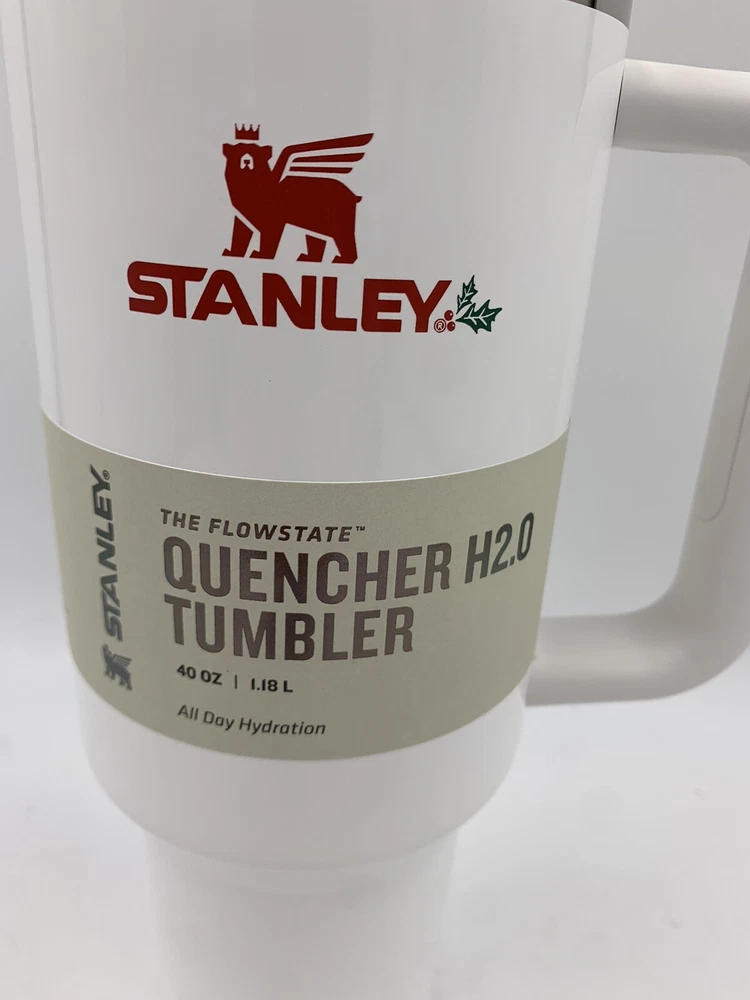 STANLEY®
STANLEY®
THE FLOWSTATE™
QUENCHER H2.0
TUMBLER
40 OZ | 1.18 L
All Day Hydration